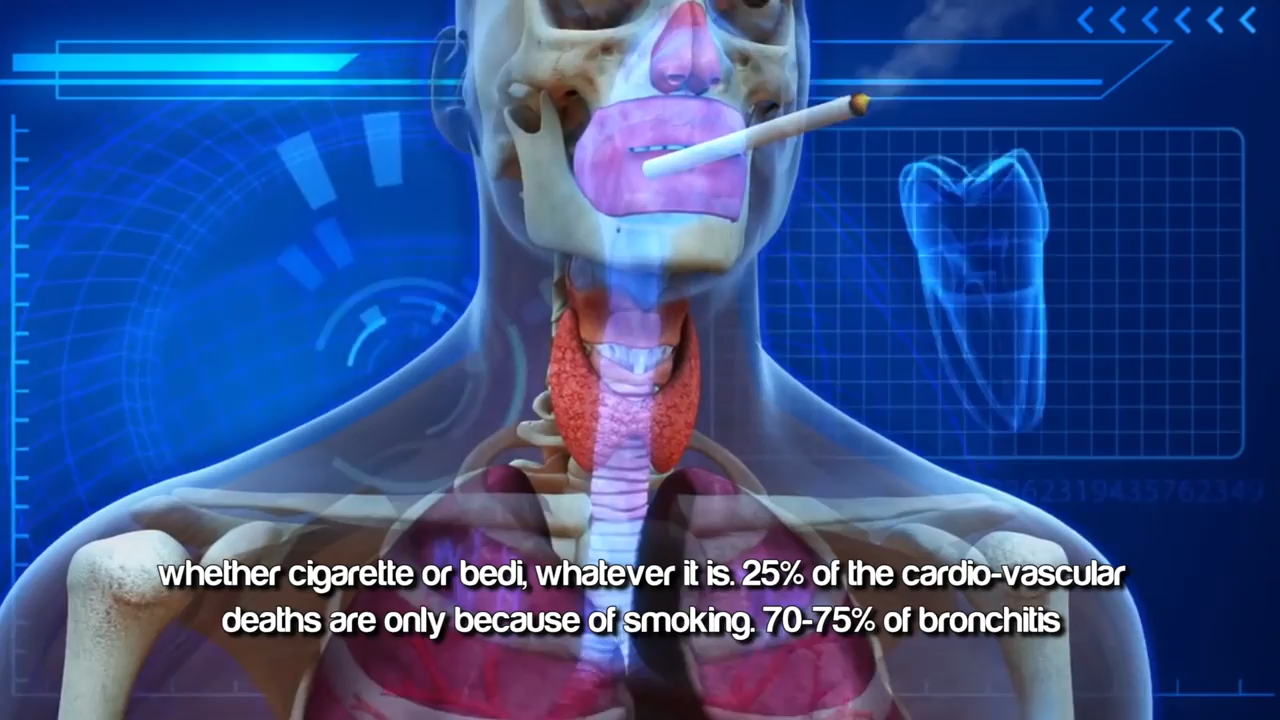 whether cigarette or bedi, whatever it is. 25% of the cardio-vascular
deaths are only because of smoking. 70-75% of bronchitis